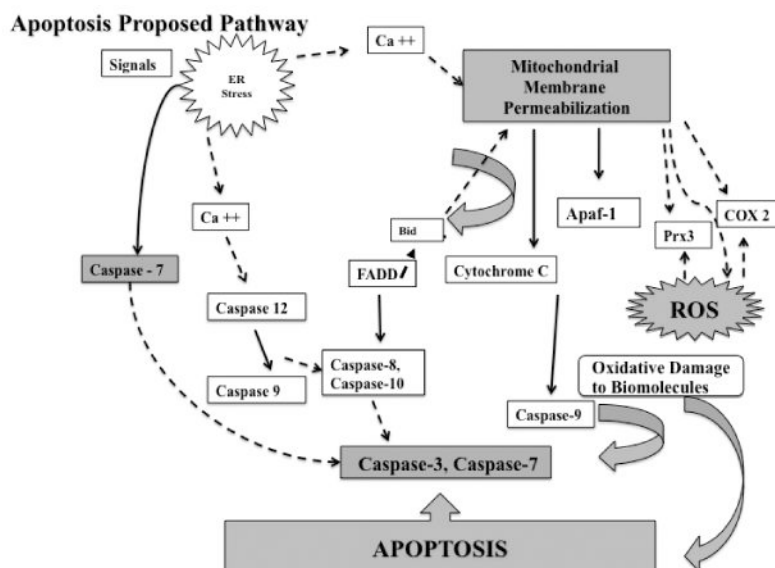 Apoptosis Proposed Pathway
Signals
ER
Stress
Ca ++
Mitochondrial
Membrane
Permeabilization
Ca ++
Bid
Apaf-1
COX 2
Prx3
Caspase - 7
FADD
Cytochrome C
ROS
Caspase 12
Caspase 9
Caspase-8,
Caspase-10
Oxidative Damage
to Biomolecules
Caspase-9
Caspase-3, Caspase-7
APOPTOSIS